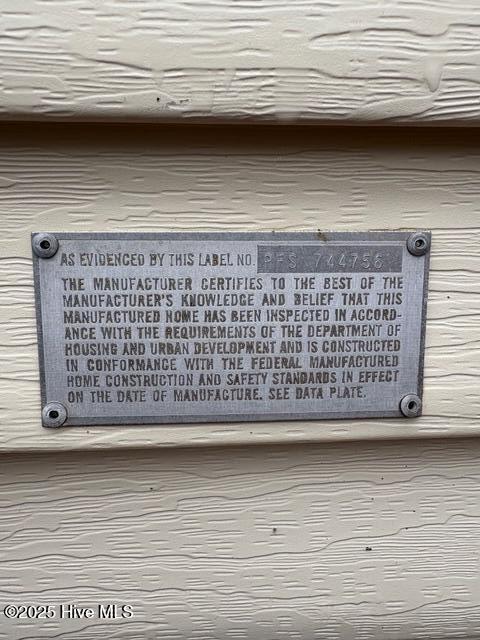 AS EVIDENCED BY THIS LABEL NO. PFS 744756
THE MANUFACTURER CERTIFIES TO THE BEST OF THE
MANUFACTURER'S KNOWLEDGE AND BELIEF THAT THIS
MANUFACTURED HOME HAS BEEN INSPECTED IN ACCORD-
ANCE WITH THE REQUIREMENTS OF THE DEPARTMENT OF
HOUSING AND URBAN DEVELOPMENT AND IS CONSTRUCTED
IN CONFORMANCE WITH THE FEDERAL MANUFACTURED
HOME CONSTRUCTION AND SAFETY STANDARDS IN EFFECT
ON THE DATE OF MANUFACTURE. SEE DATA PLATE.
©2025 Hive MLS